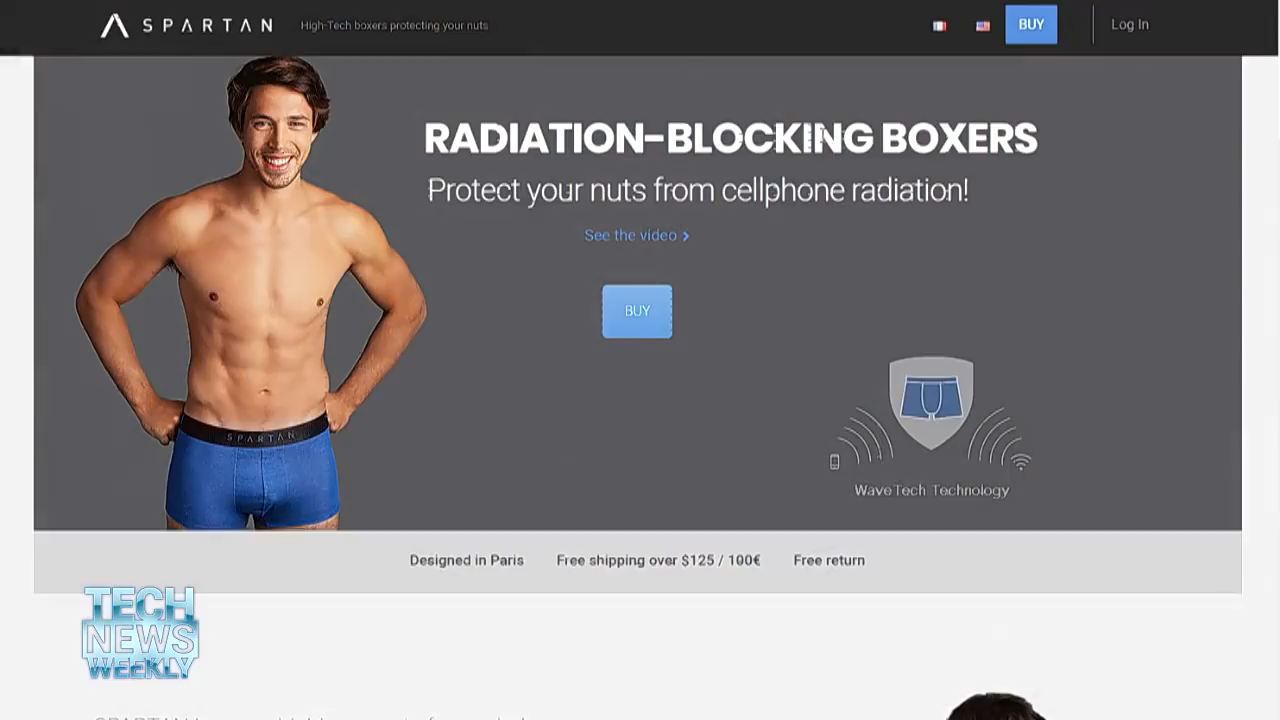 SPARTAN
High-Tech boxers protecting your nuts
BUY
Log In
RADIATION-BLOCKING BOXERS
Protect your nuts from cellphone radiation!
See the video >
BUY
SPARTAN
WaveTech Technology
Designed in Paris
Free shipping over $125 / 100€
Free return
TECH
NEWS
WEEKLY